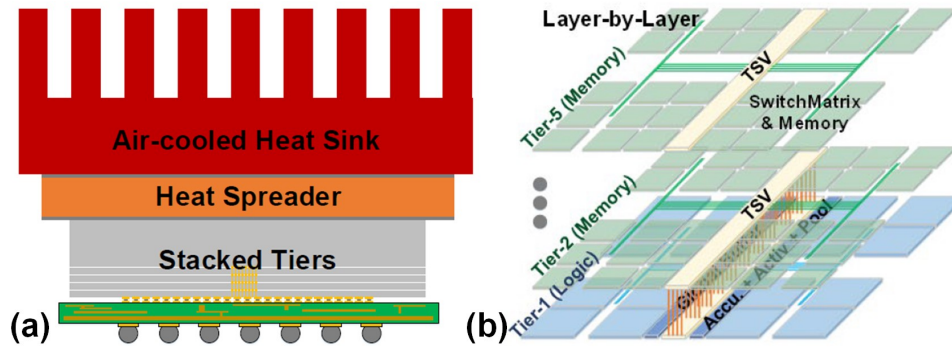 Air-cooled Heat Sink
Heat Spreader
Stacked Tiers
(a)
Layer-by-Layer
Tier-5 (Memory)
TSV
SwitchMatrix
& Memory
Tier-2 (Memory)
TSV
Tier-1 (Logic)
Accu. + Activ. + Pool
(b)